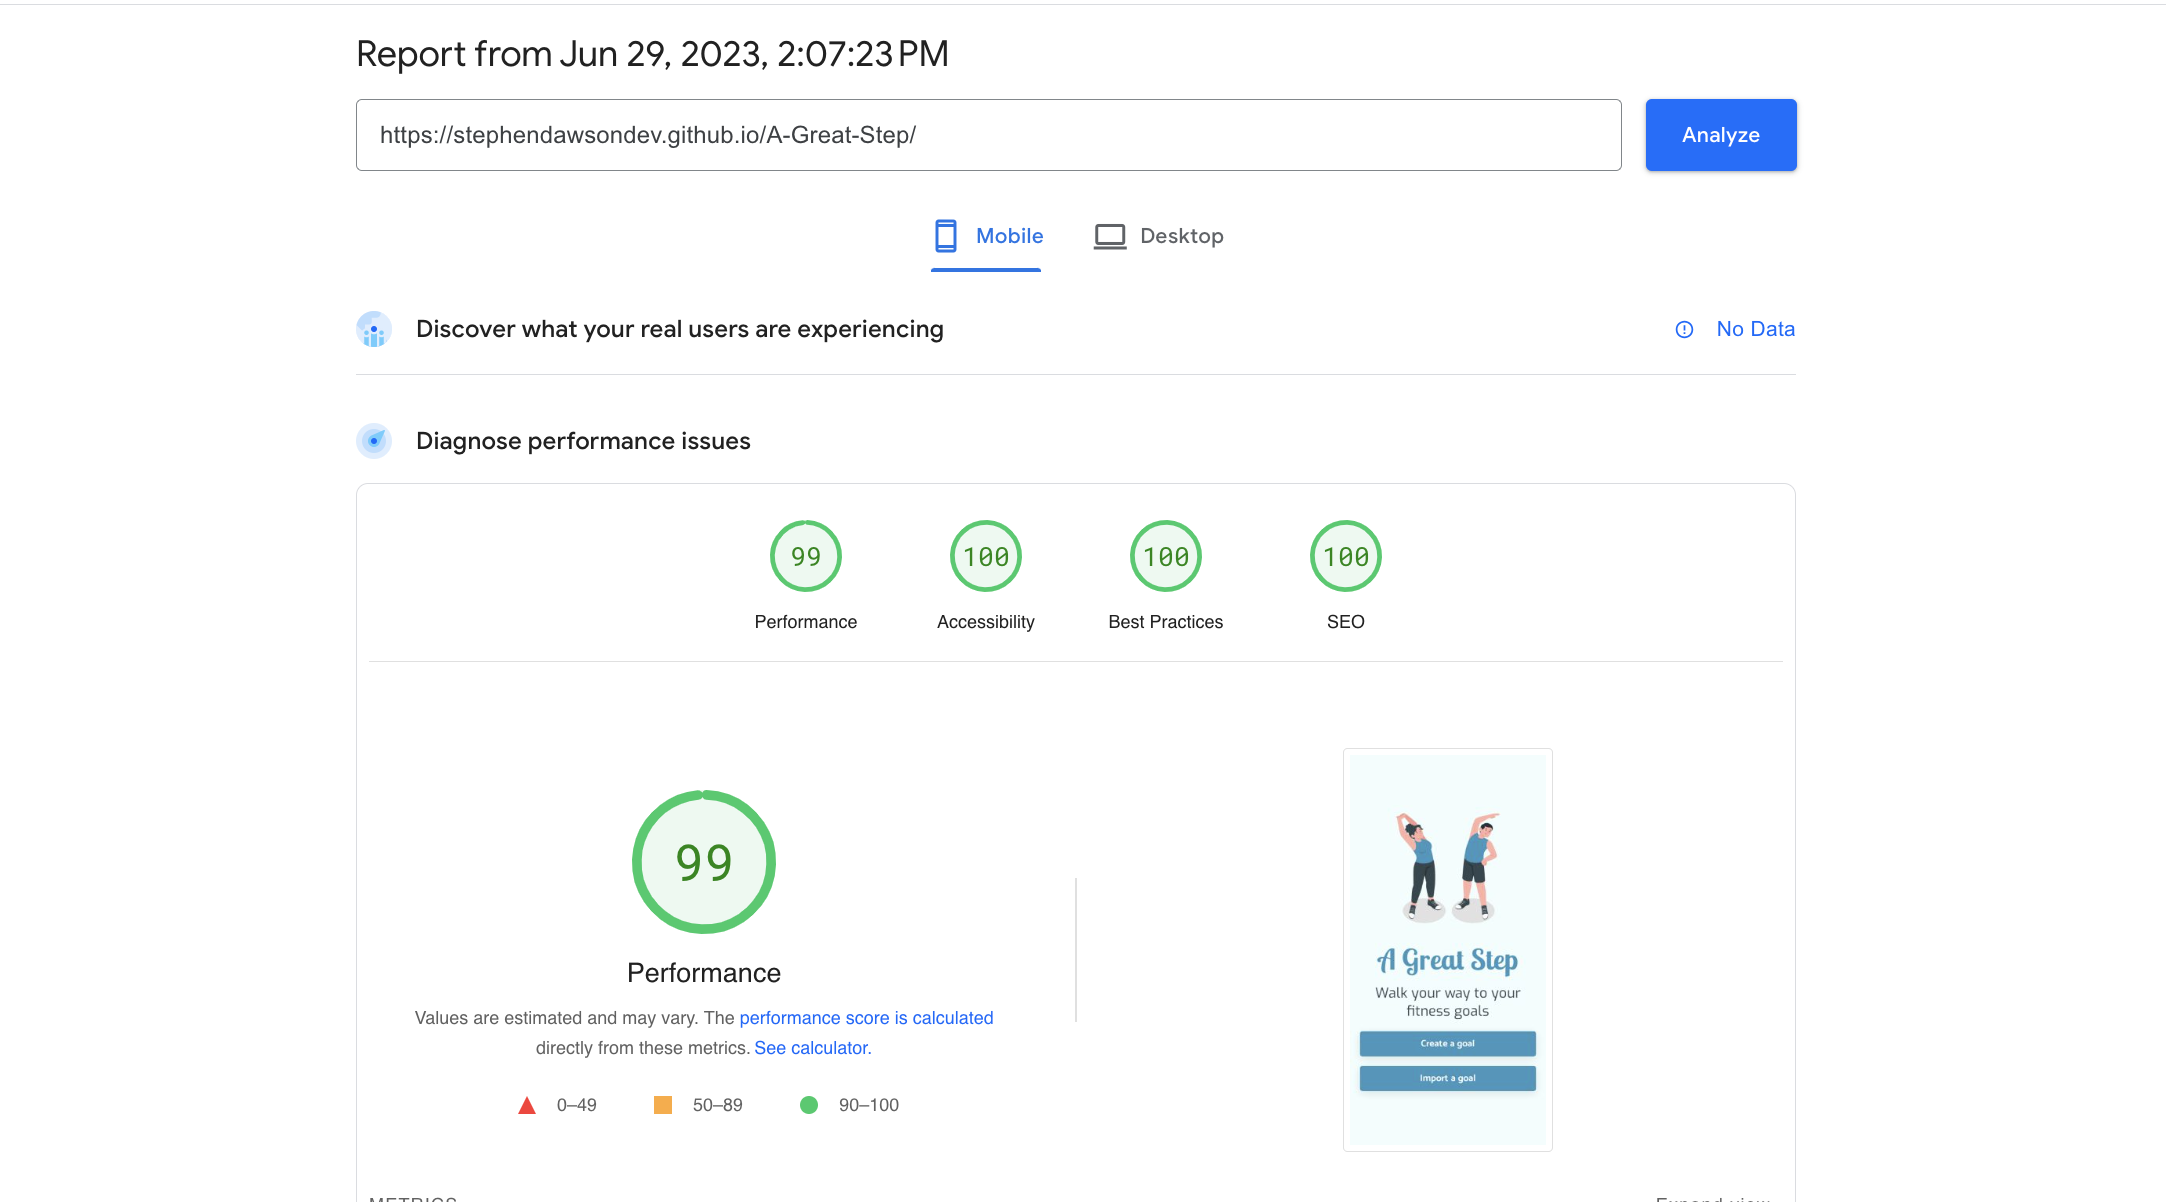 Report from Jun 29, 2023, 2:07:23 PM
https://stephendawsondev.github.io/A-Great-Step/
Analyze
Mobile
Desktop
Discover what your real users are experiencing
No Data
Diagnose performance issues
99
100
100
100
Performance
Accessibility
Best Practices
SEO
99
Performance
Values are estimated and may vary. The performance score is calculated
directly from these metrics. See calculator.
0–49
50–89
90–100
A Great Step
Walk your way to your
fitness goals
Create a goal
Import a goal
METRICS
Expand view